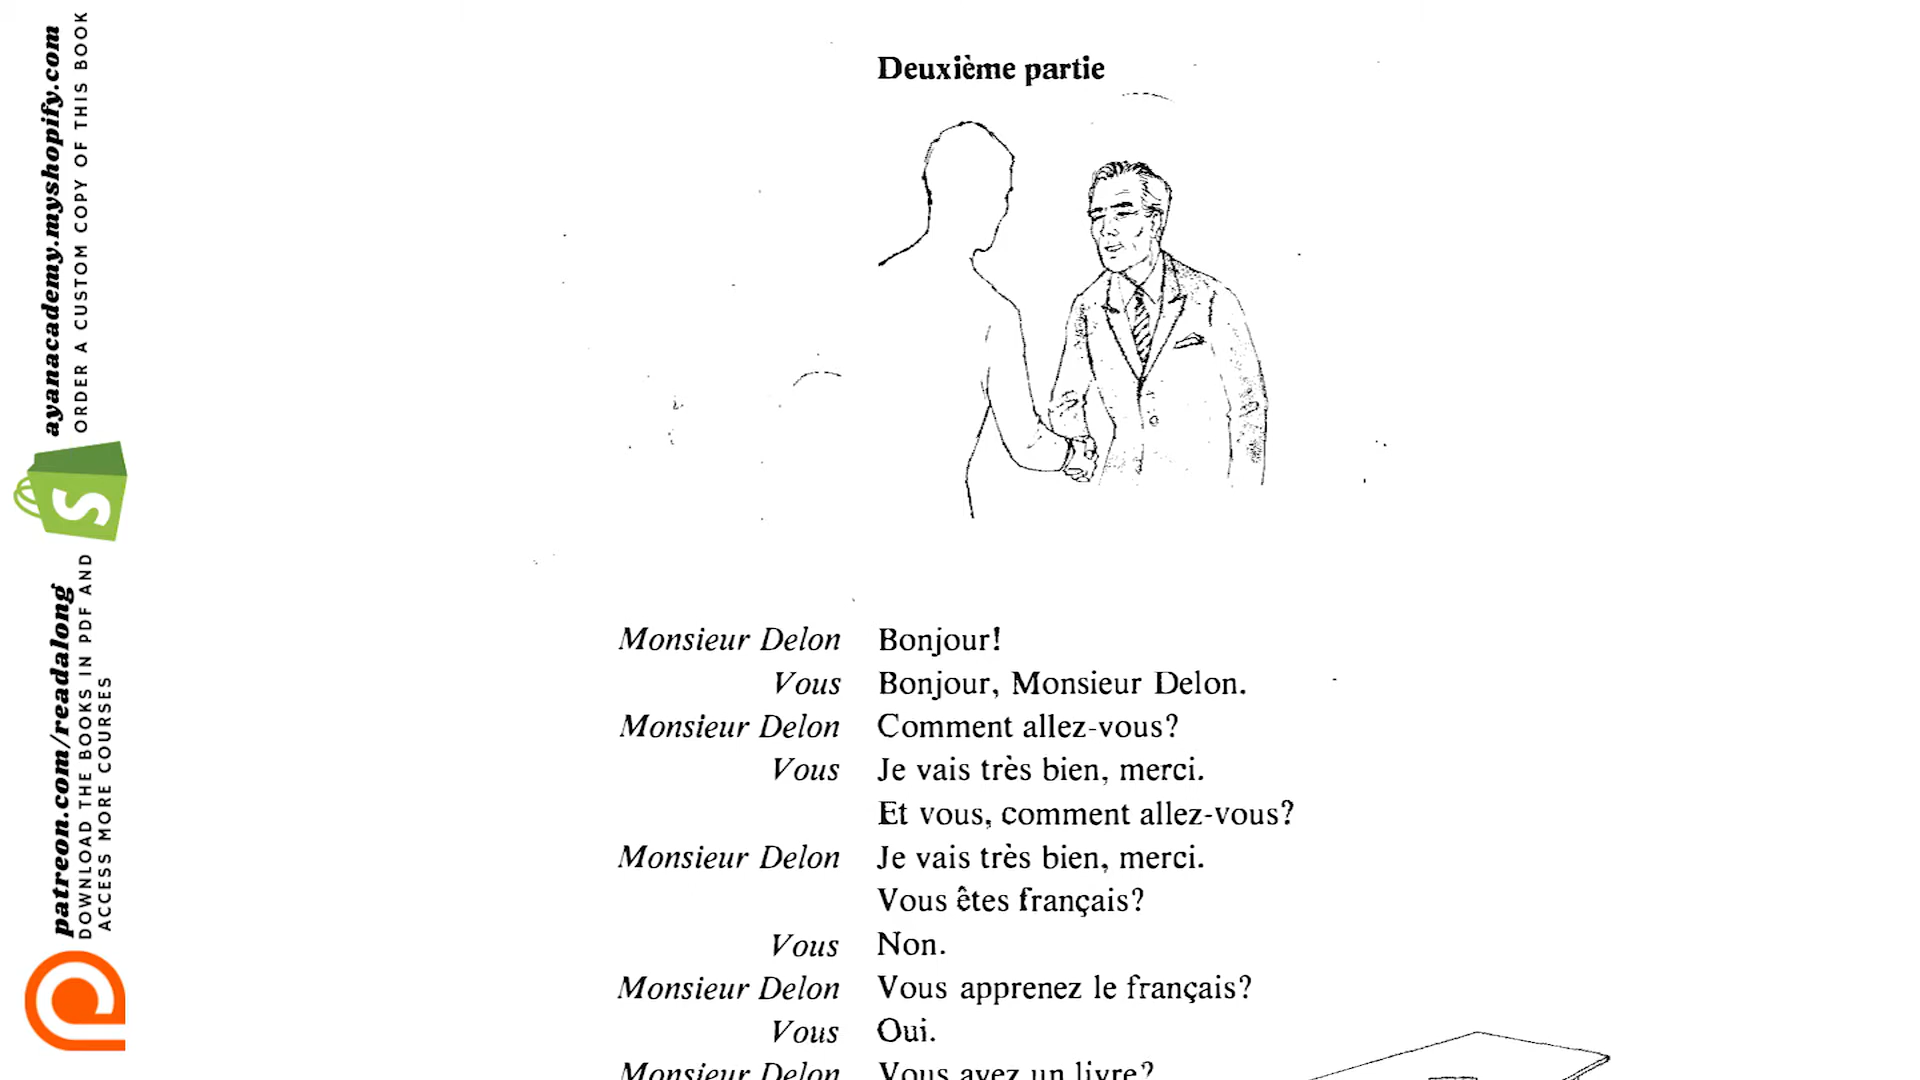 ayanacademy.myshopify.com
ORDER A CUSTOM COPY OF THIS BOOK
patreon.com/readalong
DOWNLOAD THE BOOKS IN PDF AND
ACCESS MORE COURSES
Deuxième partie
Monsieur Delon Bonjour!
Vous Bonjour, Monsieur Delon.
Monsieur Delon Comment allez-vous?
Vous Je vais très bien, merci.
Et vous, comment allez-vous?
Monsieur Delon Je vais très bien, merci.
Vous êtes français?
Vous Non.
Monsieur Delon Vous apprenez le français?
Vous Oui.
Monsieur Delon Vous avez un livre?